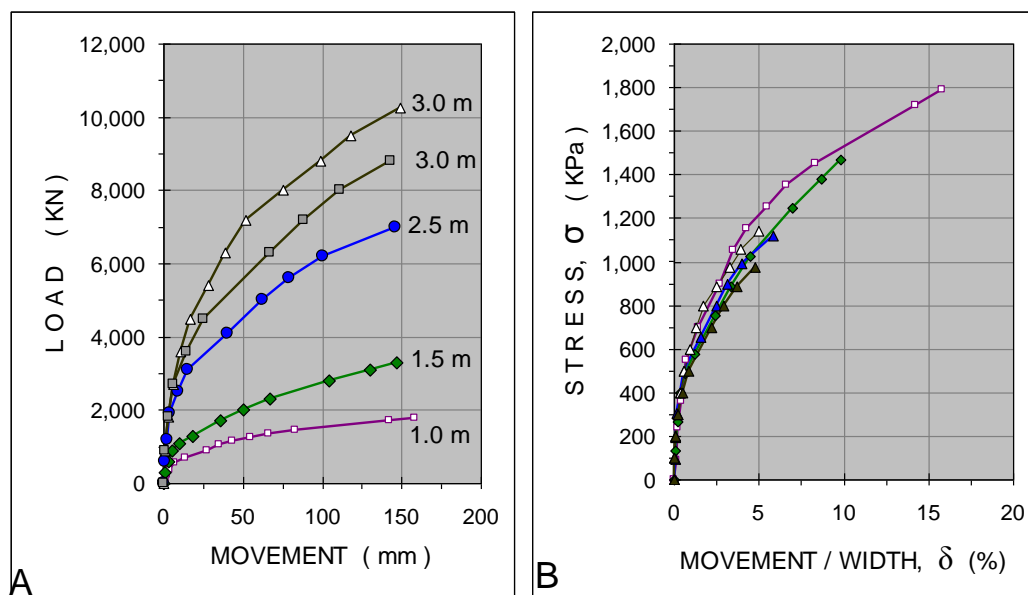 12,000
10,000
8,000
6,000
4,000
2,000
0
0
50
100
150
200
LOAD (KN)
MOVEMENT (mm)
3.0 m
3.0 m
2.5 m
1.5 m
1.0 m
A
2,000
1,800
1,600
1,400
1,200
1,000
800
600
400
200
0
0
5
10
15
20
STRESS, σ (KPa)
MOVEMENT / WIDTH, δ (%)
B